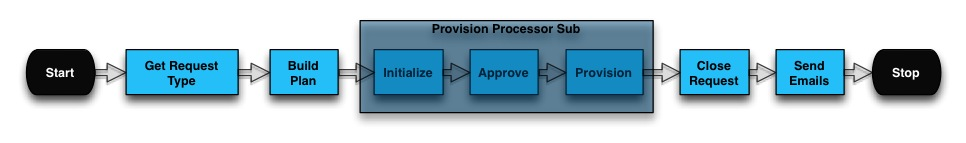 Provision Processor Sub
Start
Get Request
Type
Build
Plan
Initialize
Approve
Provision
Close
Request
Send
Emails
Stop